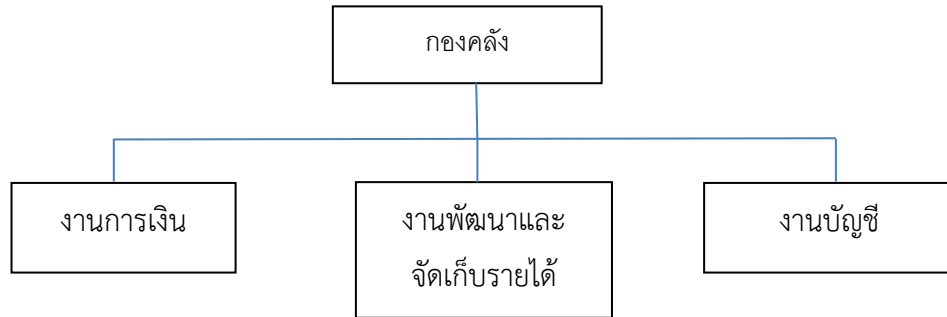 กองคลัง
งานการเงิน
งานพัฒนาและ
จัดเก็บรายได้
งานบัญชี